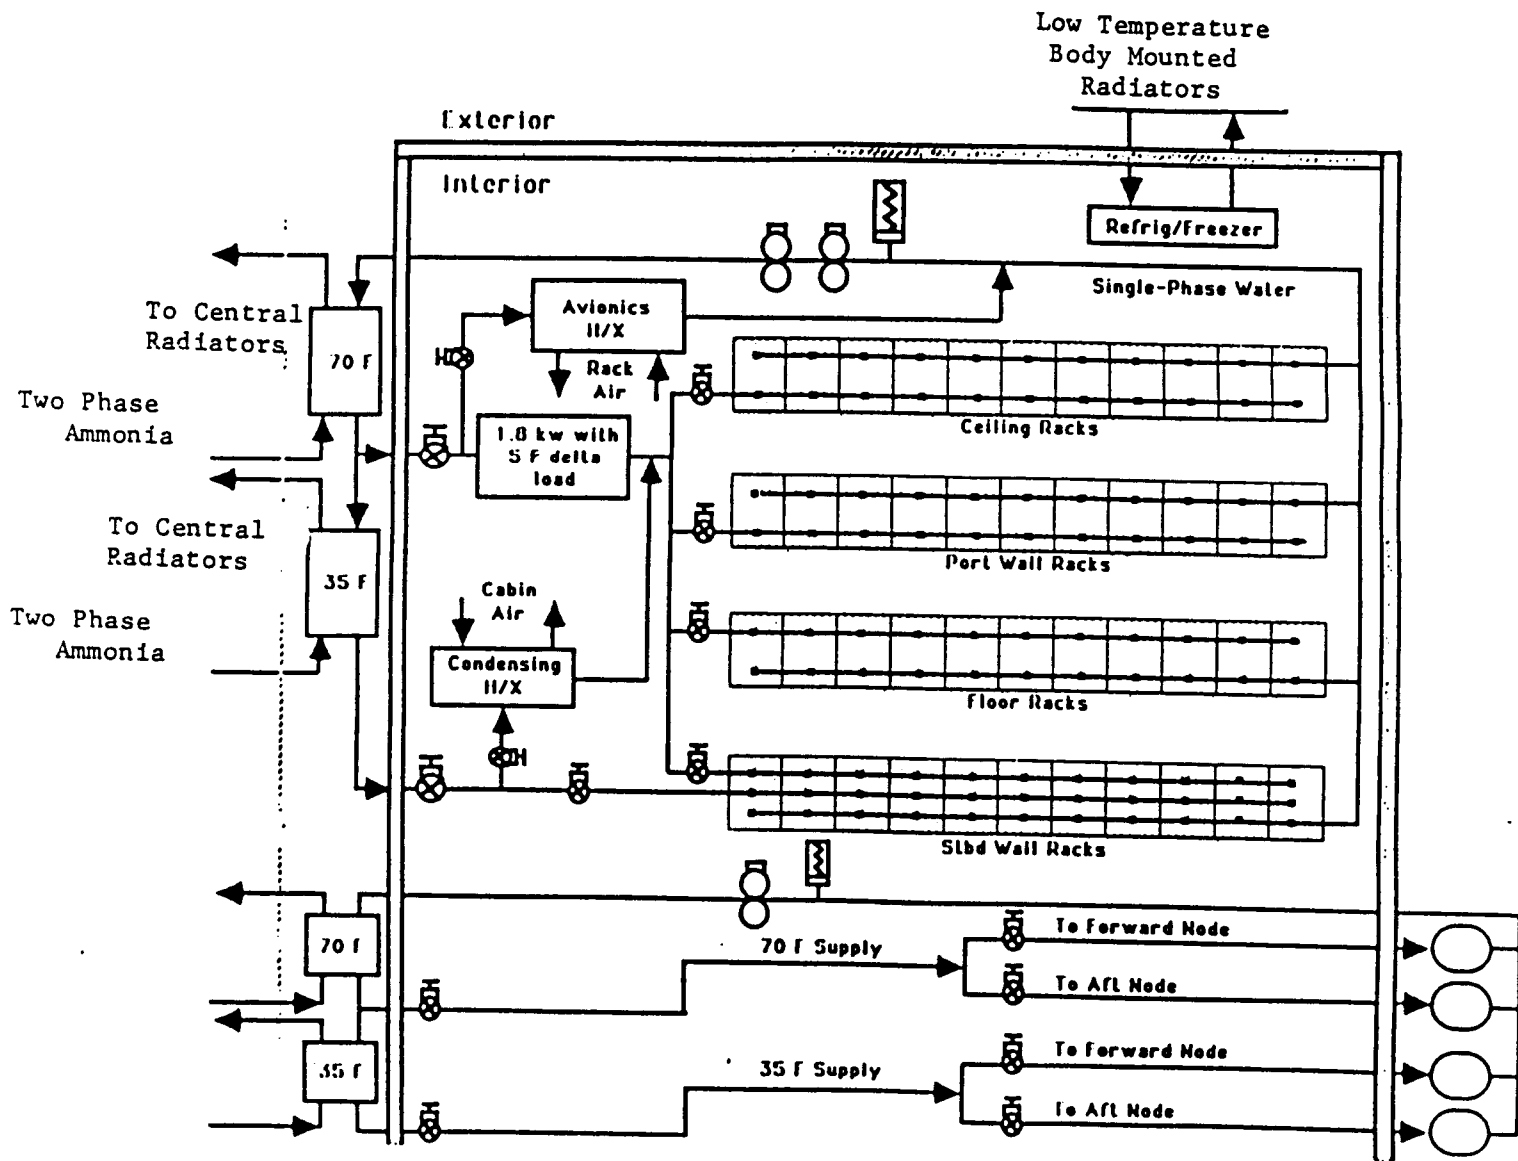 Low Temperature
Body Mounted
Radiators
Exterior
Interior
Refrig/Freezer
Single-Phase Water
To Central
Radiators
70 F
Avionics
H/X
Rack
Air
Two Phase
Ammonia
1.8 kw with
5 F delta
load
Ceiling Racks
To Central
Radiators
35 F
Port Wall Racks
Cabin
Air
Two Phase
Ammonia
Condensing
H/X
Floor Racks
Stbd Wall Racks
70 F
70 F Supply
To Forward Node
To Aft Node
35 F
35 F Supply
To Forward Node
To Aft Node